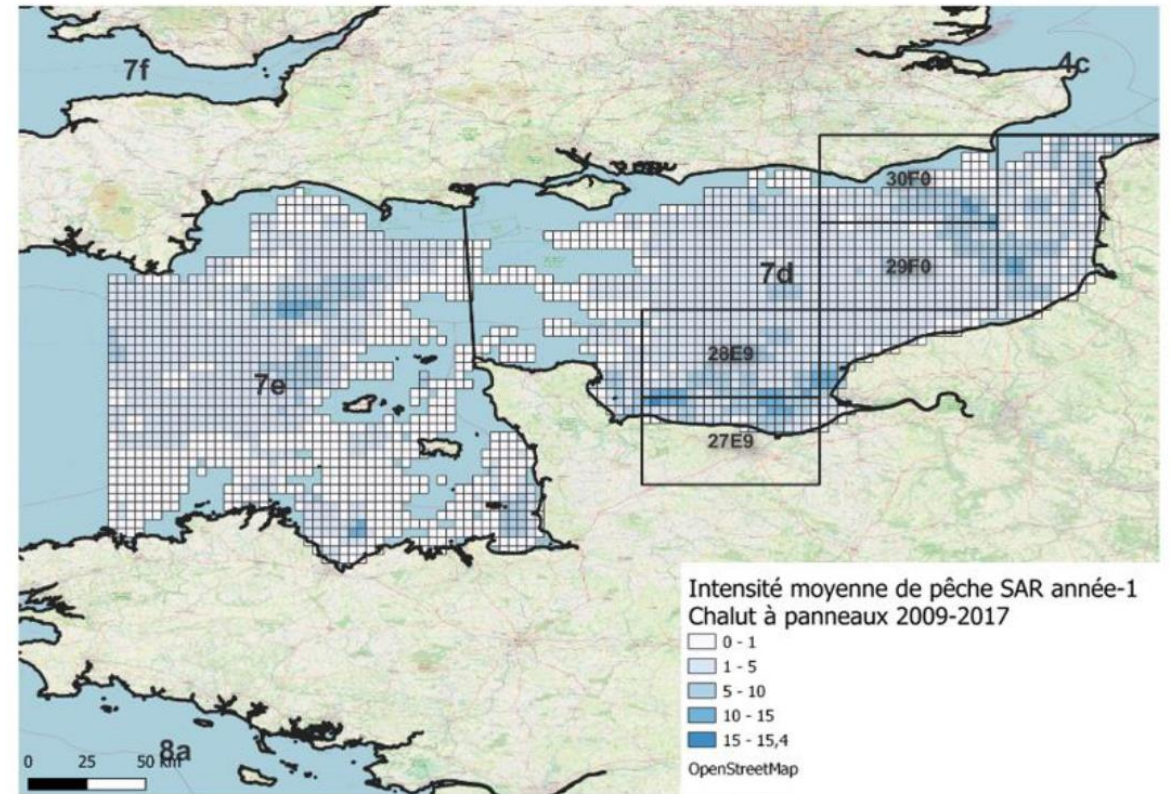 7f
4c
30F0
29F0
7d
28E9
7e
27E9
Intensité moyenne de pêche SAR année-1
Chalut à panneaux 2009-2017
0 - 1
1 - 5
5 - 10
10 - 15
15 - 15,4
OpenStreetMap
8a
0 25 50 km